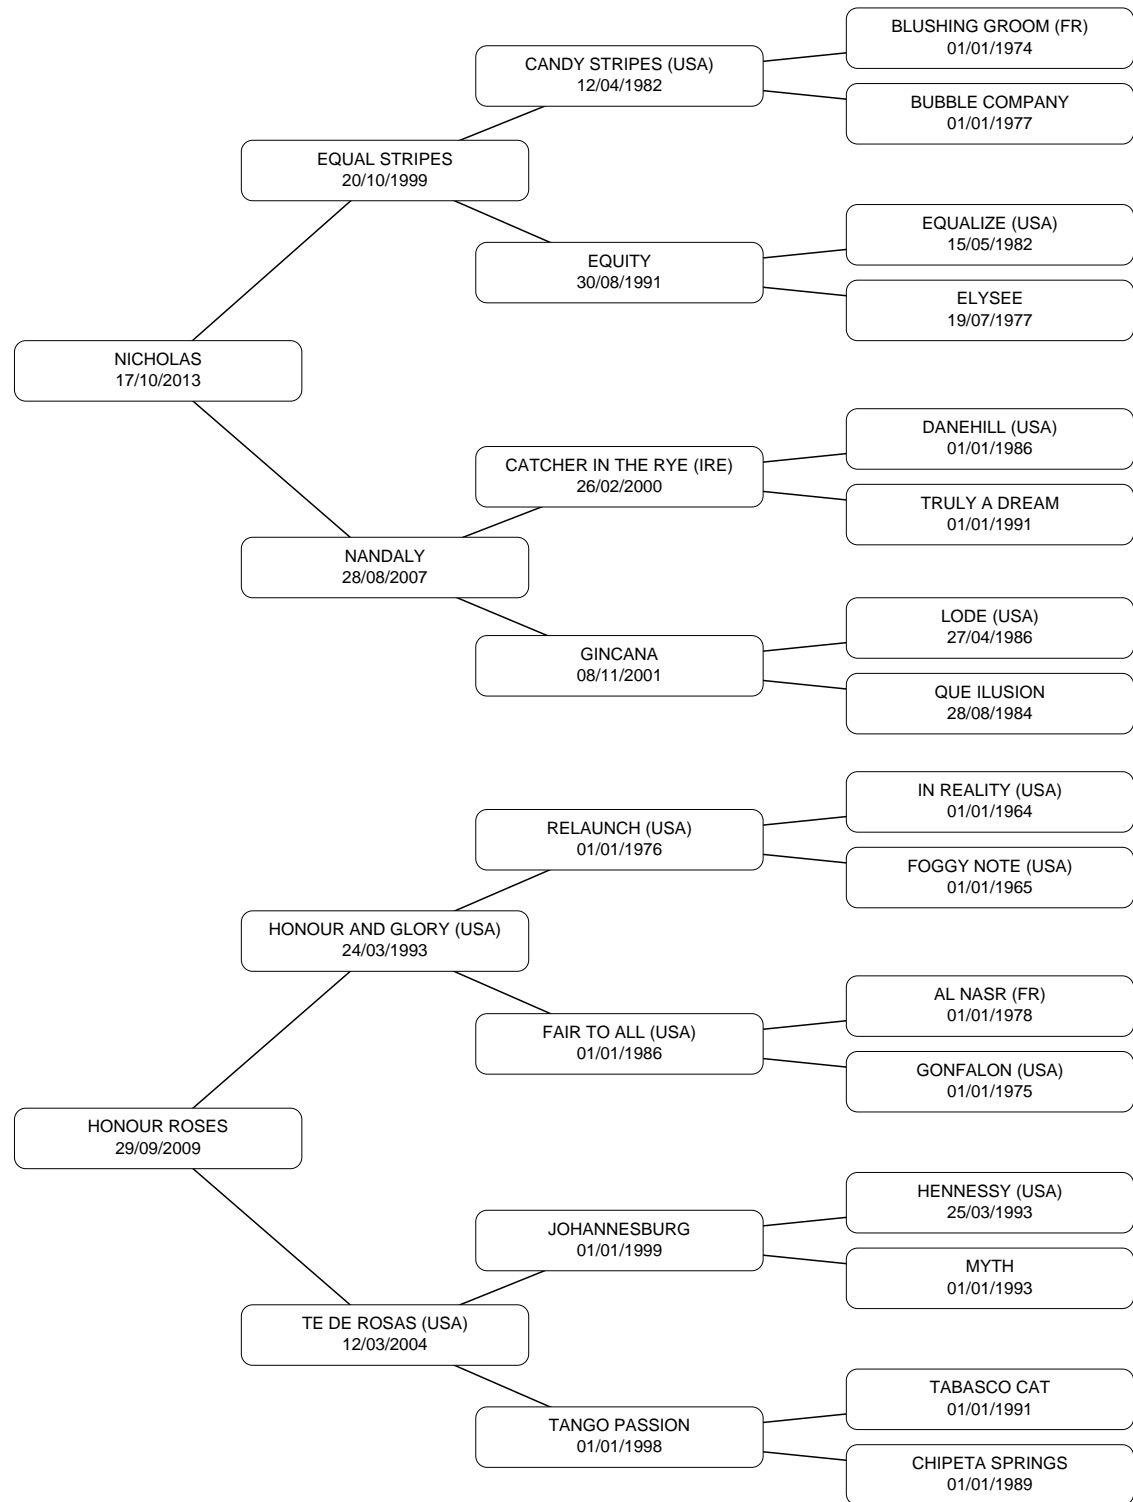 BLUSHING GROOM (FR)
01/01/1974
CANDY STRIPES (USA)
12/04/1982
BUBBLE COMPANY
01/01/1977
EQUAL STRIPES
20/10/1999
EQUALIZE (USA)
15/05/1982
EQUITY
30/08/1991
ELYSEE
19/07/1977
NICHOLAS
17/10/2013
DANEHILL (USA)
01/01/1986
CATCHER IN THE RYE (IRE)
26/02/2000
TRULY A DREAM
01/01/1991
NANDALY
28/08/2007
LODE (USA)
27/04/1986
GINCANA
08/11/2001
QUE ILUSION
28/08/1984
IN REALITY (USA)
01/01/1964
RELAUNCH (USA)
01/01/1976
FOGGY NOTE (USA)
01/01/1965
HONOUR AND GLORY (USA)
24/03/1993
AL NASR (FR)
01/01/1978
FAIR TO ALL (USA)
01/01/1986
GONFALON (USA)
01/01/1975
HONOUR ROSES
29/09/2009
HENNESSY (USA)
25/03/1993
JOHANNESBURG
01/01/1999
MYTH
01/01/1993
TE DE ROSAS (USA)
12/03/2004
TABASCO CAT
01/01/1991
TANGO PASSION
01/01/1998
CHIPETA SPRINGS
01/01/1989